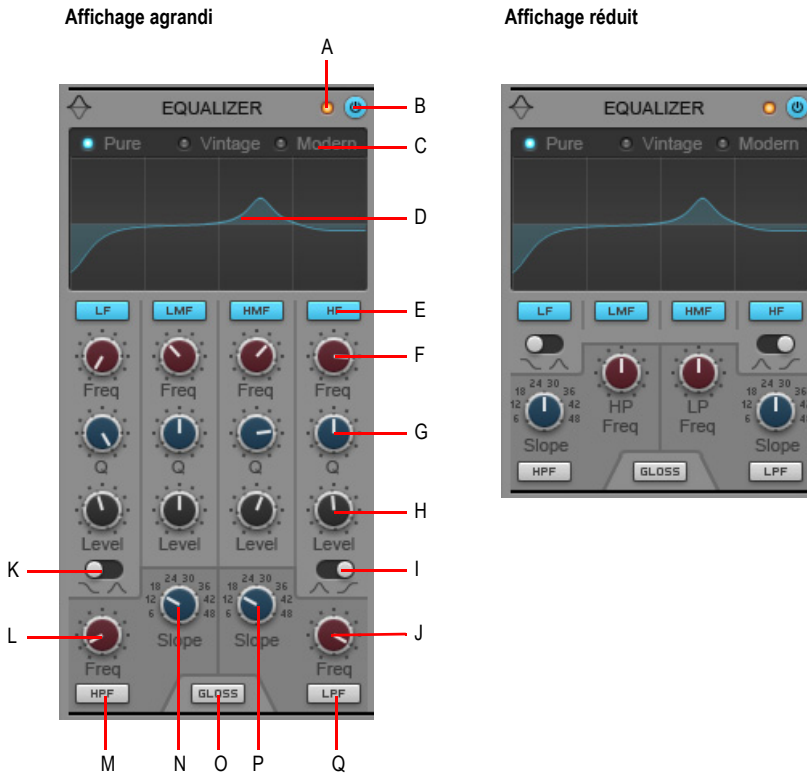 Affichage agrandi
Affichage réduit
A
EQUALIZER
B
EQUALIZER
Pure Vintage Modern
C
Pure Vintage Modern
D
LF LMF HMF HF
E
LF LMF HMF HF
F
Freq Freq Freq Freq
G
Q Q Q Q
H
Level Level Level Level
K
I
6 12 18 24 30 36 42 48
6 12 18 24 30 36 42 48
L
Slope Slope
J
Freq Freq
HPF GLOSS LPF
M N O P Q
6 12 18 24 30 36 42
HP Freq
LP Freq
6 12 18 24 30 36
Slope Slope
HPF GLOSS LPF